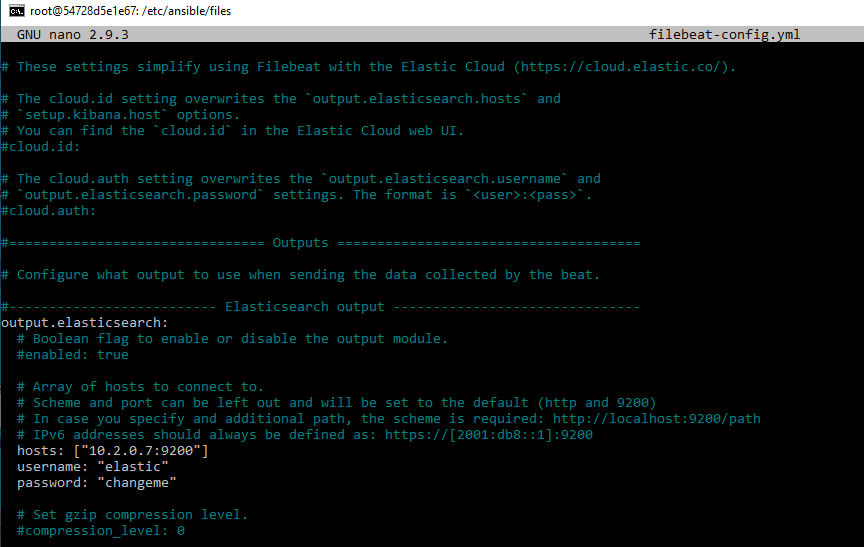 root@54728d5e1e67: /etc/ansible/files
GNU nano 2.9.3 filebeat-config.yml
# These settings simplify using Filebeat with the Elastic Cloud (https://cloud.elastic.co/).
# The cloud.id setting overwrites the `output.elasticsearch.hosts` and
# `setup.kibana.host` options.
# You can find the `cloud.id` in the Elastic Cloud web UI.
#cloud.id:
# The cloud.auth setting overwrites the `output.elasticsearch.username` and
# `output.elasticsearch.password` settings. The format is `<user>:<pass>`.
#cloud.auth:
#================================ Outputs ======================================
# Configure what output to use when sending the data collected by the beat.
#-------------------------- Elasticsearch output -------------------------------
output.elasticsearch:
# Boolean flag to enable or disable the output module.
#enabled: true
# Array of hosts to connect to.
# Scheme and port can be left out and will be set to the default (http and 9200)
# In case you specify and additional path, the scheme is required: http://localhost:9200/path
# IPv6 addresses should always be defined as: https://[2001:db8::1]:9200
hosts: ["10.2.0.7:9200"]
username: "elastic"
password: "changeme"
# Set gzip compression level.
#compression_level: 0